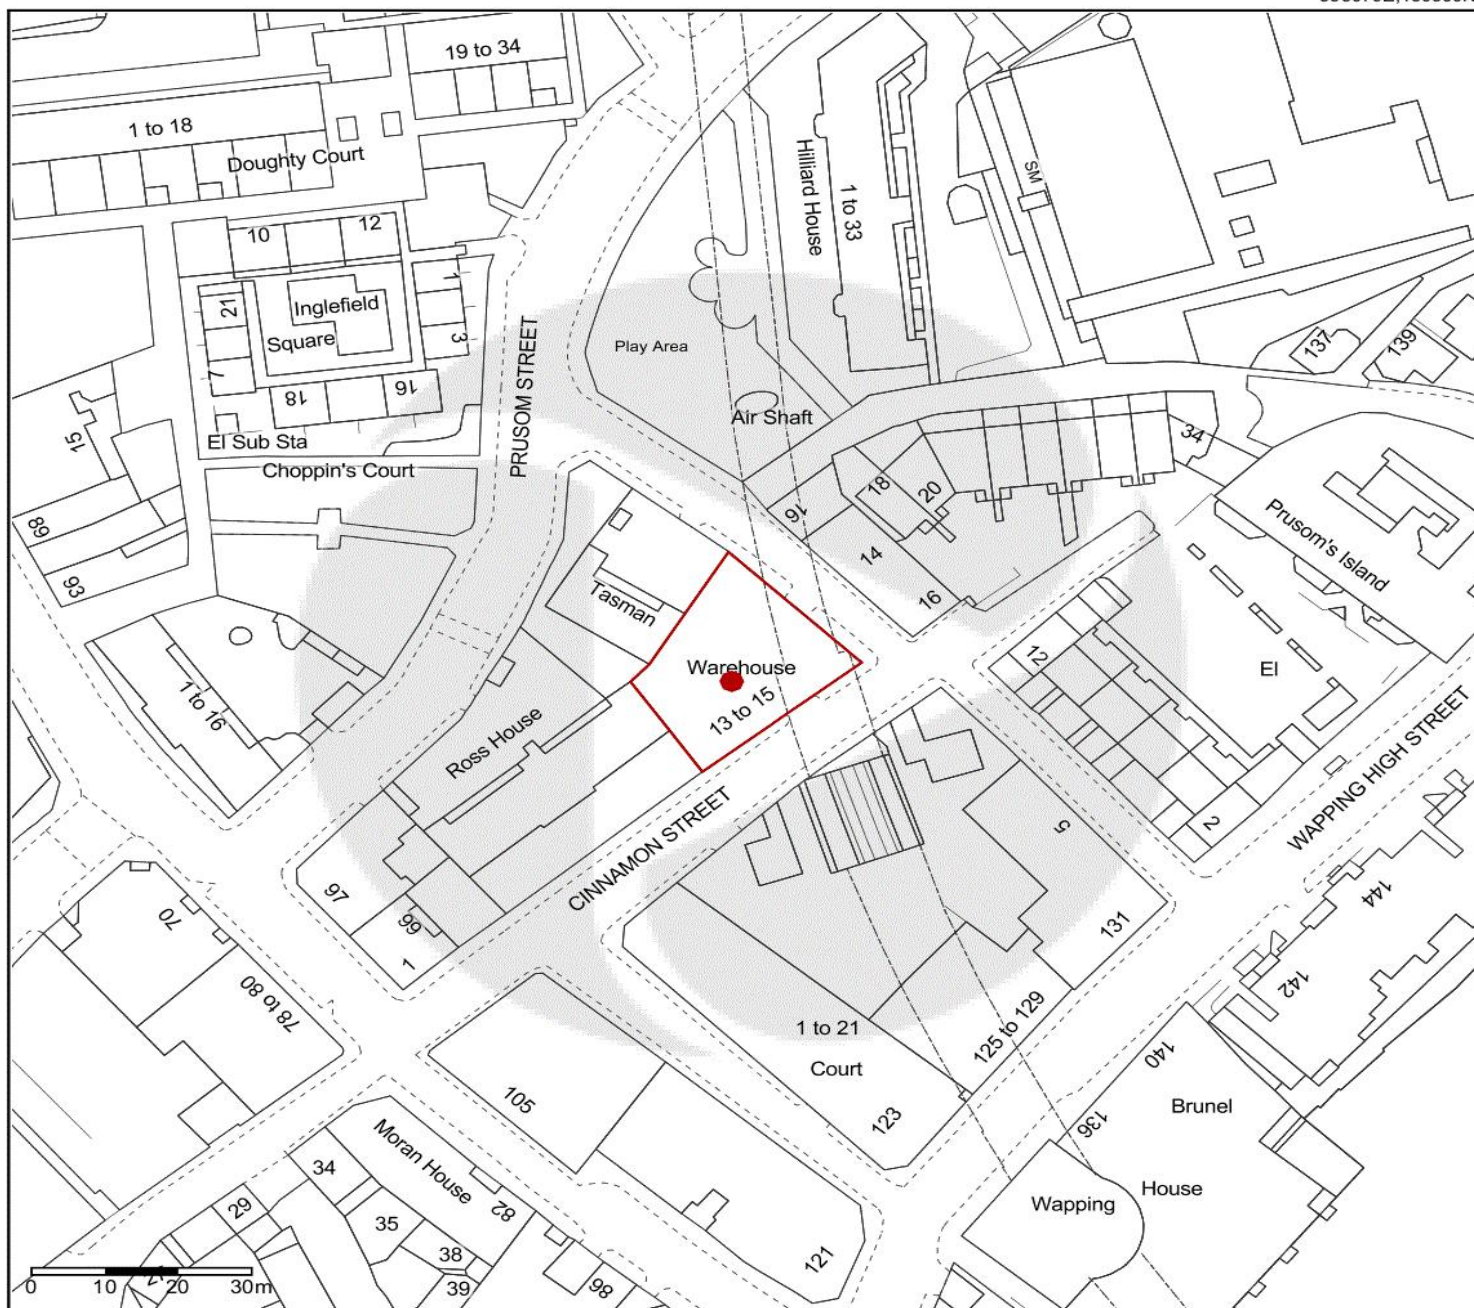 19 to 34
1 to 18
Doughty Court
10
12
Hilliard House
1 to 33
SM
21
Inglefield
Square
1
3
7
18
16
PRUSOM STREET
Play Area
Air Shaft
137
139
15
El Sub Sta
Choppin's Court
34
18
20
16
14
16
Prusom's Island
89
93
Tasman
Warehouse
13 to 15
12
El
1 to 16
Ross House
WAPPING HIGH STREET
CINNAMON STREET
5
2
97
99
1
70
78 to 80
131
144
142
125 to 129
1 to 21
Court
123
140
136
Brunel
House
Wapping
105
Moran House
82
34
35
38
39
29
27
86
121
0
10
20
30m